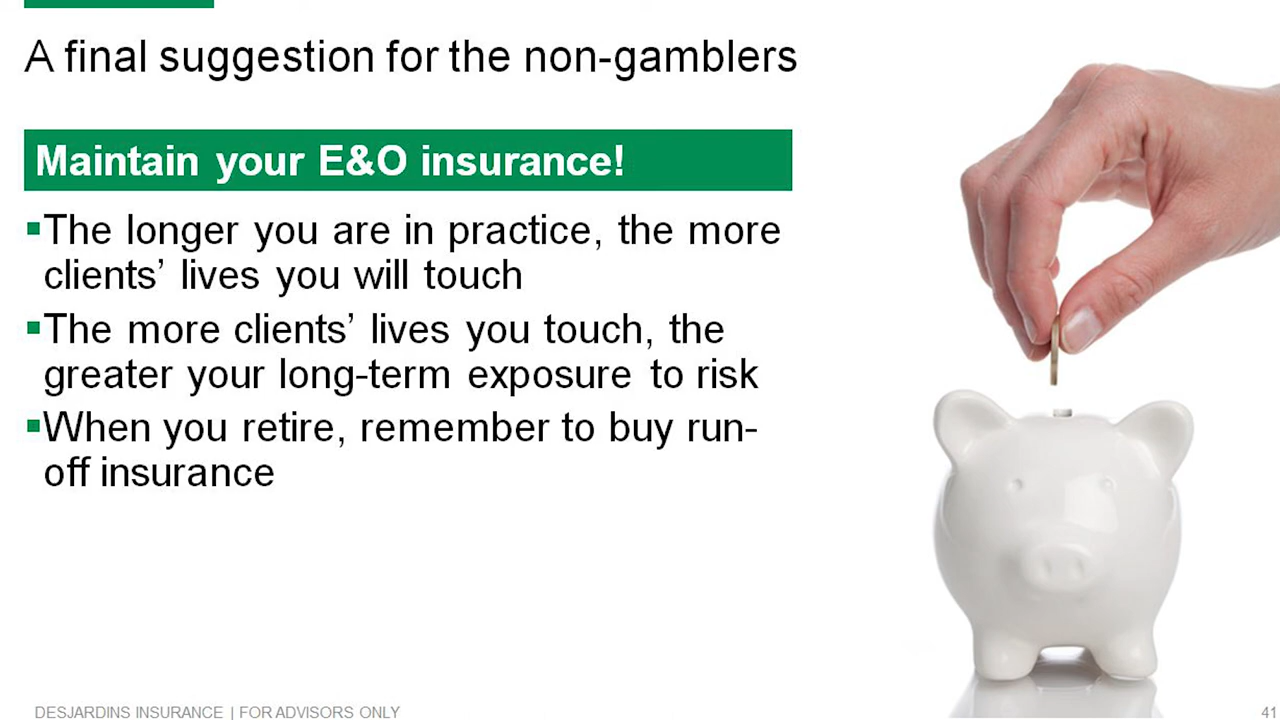 A final suggestion for the non-gamblers
Maintain your E&O insurance!
▪The longer you are in practice, the more
clients’ lives you will touch
▪The more clients’ lives you touch, the
greater your long-term exposure to risk
▪When you retire, remember to buy run-
off insurance
DESJARDINS INSURANCE | FOR ADVISORS ONLY
41